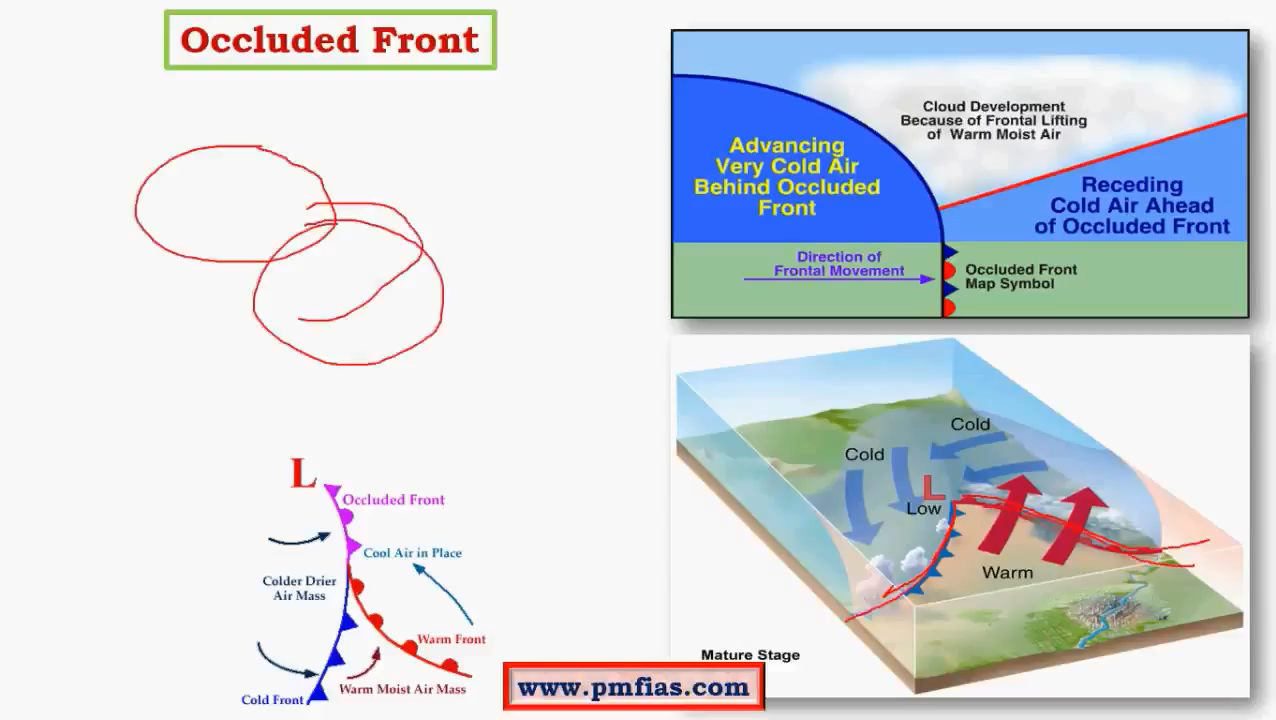 Occluded Front
Cloud Development
Because of Frontal Lifting
of Warm Moist Air
Advancing
Very Cold Air
Behind Occluded
Front
Receding
Cold Air Ahead
of Occluded Front
Direction of
Frontal Movement
Occluded Front
Map Symbol
L
Occluded Front
Cool Air in Place
Colder Drier
Air Mass
Warm Front
Warm Moist Air Mass
Cold Front
Cold
Cold
L
Low
Warm
Mature Stage
www.pmfias.com